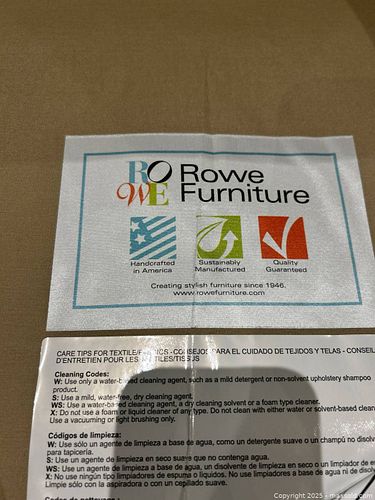 ROWE Rowe
Furniture
Handcrafted in America
Sustainably Manufactured
Quality Guaranteed
Creating stylish furniture since 1946.
www.rowefurniture.com
CARE TIPS FOR TEXTILE/FABRICS - CONSEJOS PARA EL CUIDADO DE TEJIDOS Y TELAS - CONSEIL
D'ENTRETIEN POUR LES TEXTILES/TISSUS
Cleaning Codes:
W: Use only a water-based cleaning agent, such as a mild detergent or non-solvent upholstery shampoo
product.
S: Use a mild, water-free, dry cleaning agent.
WS: Use a water-based cleaning agent, a dry cleaning solvent or a foam type cleaner.
X: Do not use a foam or liquid cleaner of any type. Do not clean with either water or solvent-based clean
Use a vacuuming or light brushing only.
Códigos de limpieza:
W: Use sólo un agente de limpieza a base de agua, como un detergente suave o un champú no disolv
para tapicería.
S: Use un agente de limpieza en seco suave que no contenga agua.
WS: Use un agente de limpieza a base de agua, un disolvente de limpieza en seco o un limpiador de e
X: No use ningún tipo limpiadores de espuma o líquidos. No use limpiadores a base de agua ni de disol
Limpie sólo con la aspiradora o con un cepillado suave.
Codes de nettoyage :
Copyright 2025 - maxsold.com